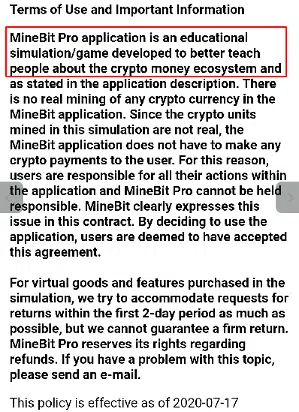 Terms of Use and Important Information
MineBit Pro application is an educational
simulation/game developed to better teach
people about the crypto money ecosystem and
as stated in the application description. There
is no real mining of any crypto currency in the
MineBit application. Since the crypto units
mined in this simulation are not real, the
MineBit application does not have to make any
crypto payments to the user. For this reason,
users are responsible for all their actions within
the application and MineBit Pro cannot be held
responsible. MineBit clearly expresses this
issue in this contract. By deciding to use the
application, users are deemed to have accepted
this agreement.
For virtual goods and features purchased in the
simulation, we try to accommodate requests for
returns within the first 2-day period as much as
possible, but we cannot guarantee a firm return.
MineBit Pro reserves its rights regarding
refunds. If you have a problem with this topic,
please send an e-mail.
This policy is effective as of 2020-07-17